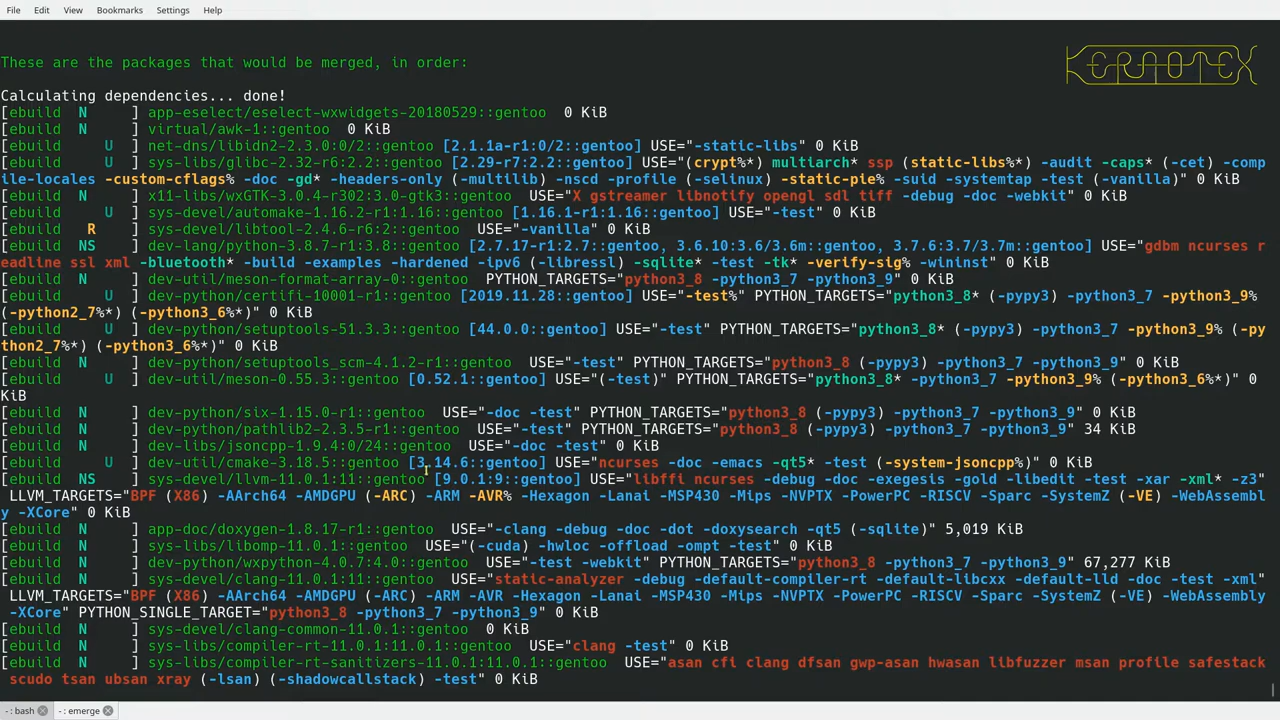 File Edit View Bookmarks Settings Help
KERAOTEX
These are the packages that would be merged, in order:
Calculating dependencies... done!
[ebuild  N     ] app-eselect/eselect-wxwidgets-20180529::gentoo  0 KiB
[ebuild  N     ] virtual/awk-1::gentoo  0 KiB
[ebuild     U  ] net-dns/libidn2-2.3.0:0/2::gentoo [2.1.1a-r1:0/2::gentoo] USE="-static-libs" 0 KiB
[ebuild     U  ] sys-libs/glibc-2.32-r6:2.2::gentoo [2.29-r7:2.2::gentoo] USE="(crypt%*) multiarch* ssp (static-libs%*) -audit -caps* (-cet) -comp
ile-locales -custom-cflags% -doc -gd* -headers-only (-multilib) -nscd -profile (-selinux) -static-pie% -suid -systemtap -test (-vanilla)" 0 KiB
[ebuild  N     ] x11-libs/wxGTK-3.0.4-r302:3.0-gtk3::gentoo  USE="X gstreamer libnotify opengl sdl tiff -debug -doc -webkit" 0 KiB
[ebuild     U  ] sys-devel/automake-1.16.2-r1:1.16::gentoo [1.16.1-r1:1.16::gentoo] USE="-test" 0 KiB
[ebuild   R    ] sys-devel/libtool-2.4.6-r6:2::gentoo  USE="-vanilla" 0 KiB
[ebuild  NS    ] dev-lang/python-3.8.7-r1:3.8::gentoo [2.7.17-r1:2.7::gentoo, 3.6.10:3.6/3.6m::gentoo, 3.7.6:3.7/3.7m::gentoo] USE="gdbm ncurses r
eadline ssl xml -bluetooth* -build -examples -hardened -ipv6 (-libressl) -sqlite* -test -tk* -verify-sig% -wininst" 0 KiB
[ebuild  N     ] dev-util/meson-format-array-0::gentoo  PYTHON_TARGETS="python3_8 -python3_7 -python3_9" 0 KiB
[ebuild     U  ] dev-python/certifi-10001-r1::gentoo [2019.11.28::gentoo] USE="-test%" PYTHON_TARGETS="python3_8* (-pypy3) -python3_7 -python3_9%
(-python2_7%*) (-python3_6%*)" 0 KiB
[ebuild     U  ] dev-python/setuptools-51.3.3::gentoo [44.0.0::gentoo] USE="-test" PYTHON_TARGETS="python3_8* (-pypy3) -python3_7 -python3_9% (-py
thon2_7%*) (-python3_6%*)" 0 KiB
[ebuild  N     ] dev-python/setuptools_scm-4.1.2-r1::gentoo  USE="-test" PYTHON_TARGETS="python3_8 (-pypy3) -python3_7 -python3_9" 0 KiB
[ebuild     U  ] dev-util/meson-0.55.3::gentoo [0.52.1::gentoo] USE="(-test)" PYTHON_TARGETS="python3_8* -python3_7 -python3_9% (-python3_6%*)" 0
KiB
[ebuild  N     ] dev-python/six-1.15.0-r1::gentoo  USE="-doc -test" PYTHON_TARGETS="python3_8 (-pypy3) -python3_7 -python3_9" 0 KiB
[ebuild  N     ] dev-python/pathlib2-2.3.5-r1::gentoo  USE="-test" PYTHON_TARGETS="python3_8 (-pypy3) -python3_7 -python3_9" 34 KiB
[ebuild  N     ] dev-libs/jsoncpp-1.9.4:0/24::gentoo  USE="-doc -test" 0 KiB
[ebuild     U  ] dev-util/cmake-3.18.5::gentoo [3.14.6::gentoo] USE="ncurses -doc -emacs -qt5* -test (-system-jsoncpp%)" 0 KiB
[ebuild  NS    ] sys-devel/llvm-11.0.1:11::gentoo [9.0.1:9::gentoo] USE="libffi ncurses -debug -doc -exegesis -gold -libedit -test -xar -xml* -z3"
LLVM_TARGETS="BPF (X86) -AArch64 -AMDGPU (-ARC) -ARM -AVR% -Hexagon -Lanai -MSP430 -Mips -NVPTX -PowerPC -RISCV -Sparc -SystemZ (-VE) -WebAssembl
y -XCore" 0 KiB
[ebuild  N     ] app-doc/doxygen-1.8.17-r1::gentoo  USE="-clang -debug -doc -dot -doxysearch -qt5 (-sqlite)" 5,019 KiB
[ebuild  N     ] sys-libs/libomp-11.0.1::gentoo  USE="(-cuda) -hwloc -offload -ompt -test" 0 KiB
[ebuild  N     ] dev-python/wxpython-4.0.7:4.0::gentoo  USE="-test -webkit" PYTHON_TARGETS="python3_8 -python3_7 -python3_9" 67,277 KiB
[ebuild  N     ] sys-devel/clang-11.0.1:11::gentoo  USE="static-analyzer -debug -default-compiler-rt -default-libcxx -default-lld -doc -test -xml"
LLVM_TARGETS="BPF (X86) -AArch64 -AMDGPU (-ARC) -ARM -AVR -Hexagon -Lanai -MSP430 -Mips -NVPTX -PowerPC -RISCV -Sparc -SystemZ (-VE) -WebAssembly
-XCore" PYTHON_SINGLE_TARGET="python3_8 -python3_7 -python3_9" 0 KiB
[ebuild  N     ] sys-devel/clang-common-11.0.1::gentoo  0 KiB
[ebuild  N     ] sys-libs/compiler-rt-11.0.1:11.0.1::gentoo  USE="clang -test" 0 KiB
[ebuild  N     ] sys-libs/compiler-rt-sanitizers-11.0.1:11.0.1::gentoo  USE="asan cfi clang dfsan gwp-asan hwasan libfuzzer msan profile safestack
scudo tsan ubsan xray (-lsan) (-shadowcallstack) -test" 0 KiB
- : bash - : emerge